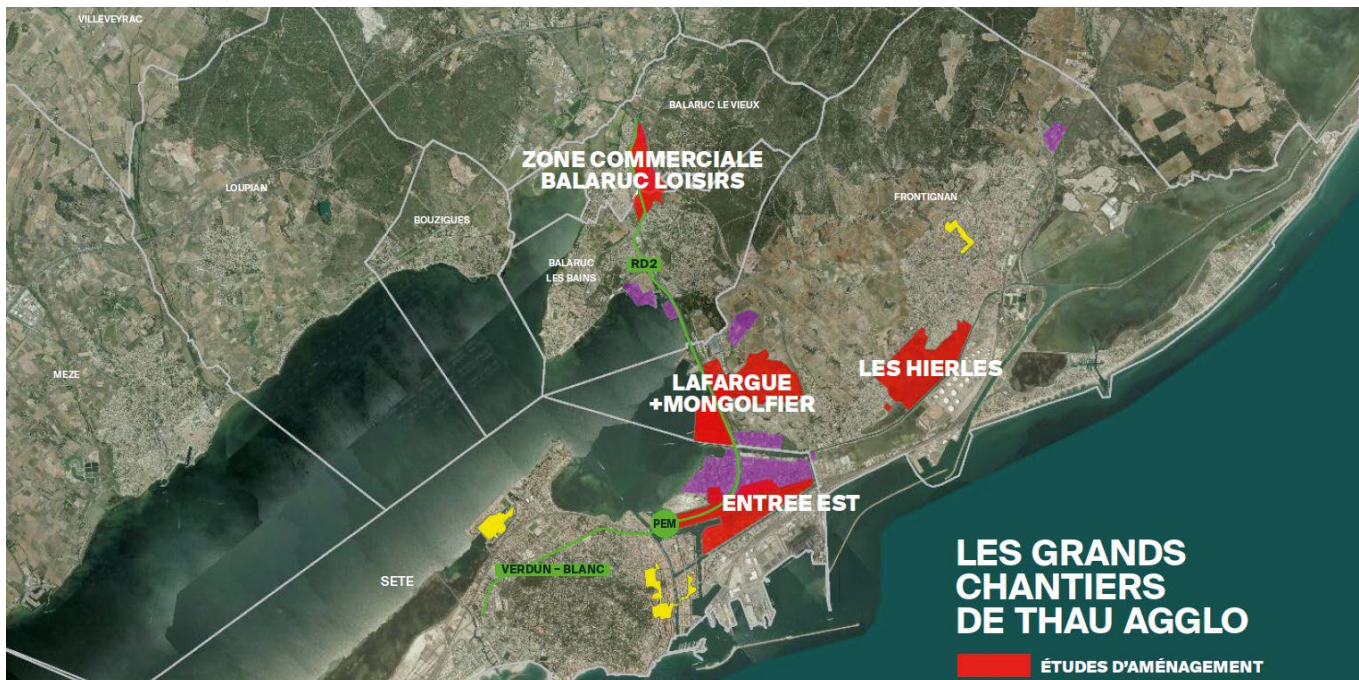 VILLEVEYRAC
BALARUC LE VIEUX
ZONE COMMERCIALE
BALARUC LOISIRS
LOUPIAN
BOUZIGUES
FRONTIGNAN
BALARUC
LES BAINS
RD2
MEZE
LES HIERLES
LAFARGUE
+MONGOLFIER
ENTREE EST
PEM
VERDUN – BLANC
SETE
LES GRANDS
CHANTIERS
DE THAU AGGLO
ÉTUDES D'AMÉNAGEMENT